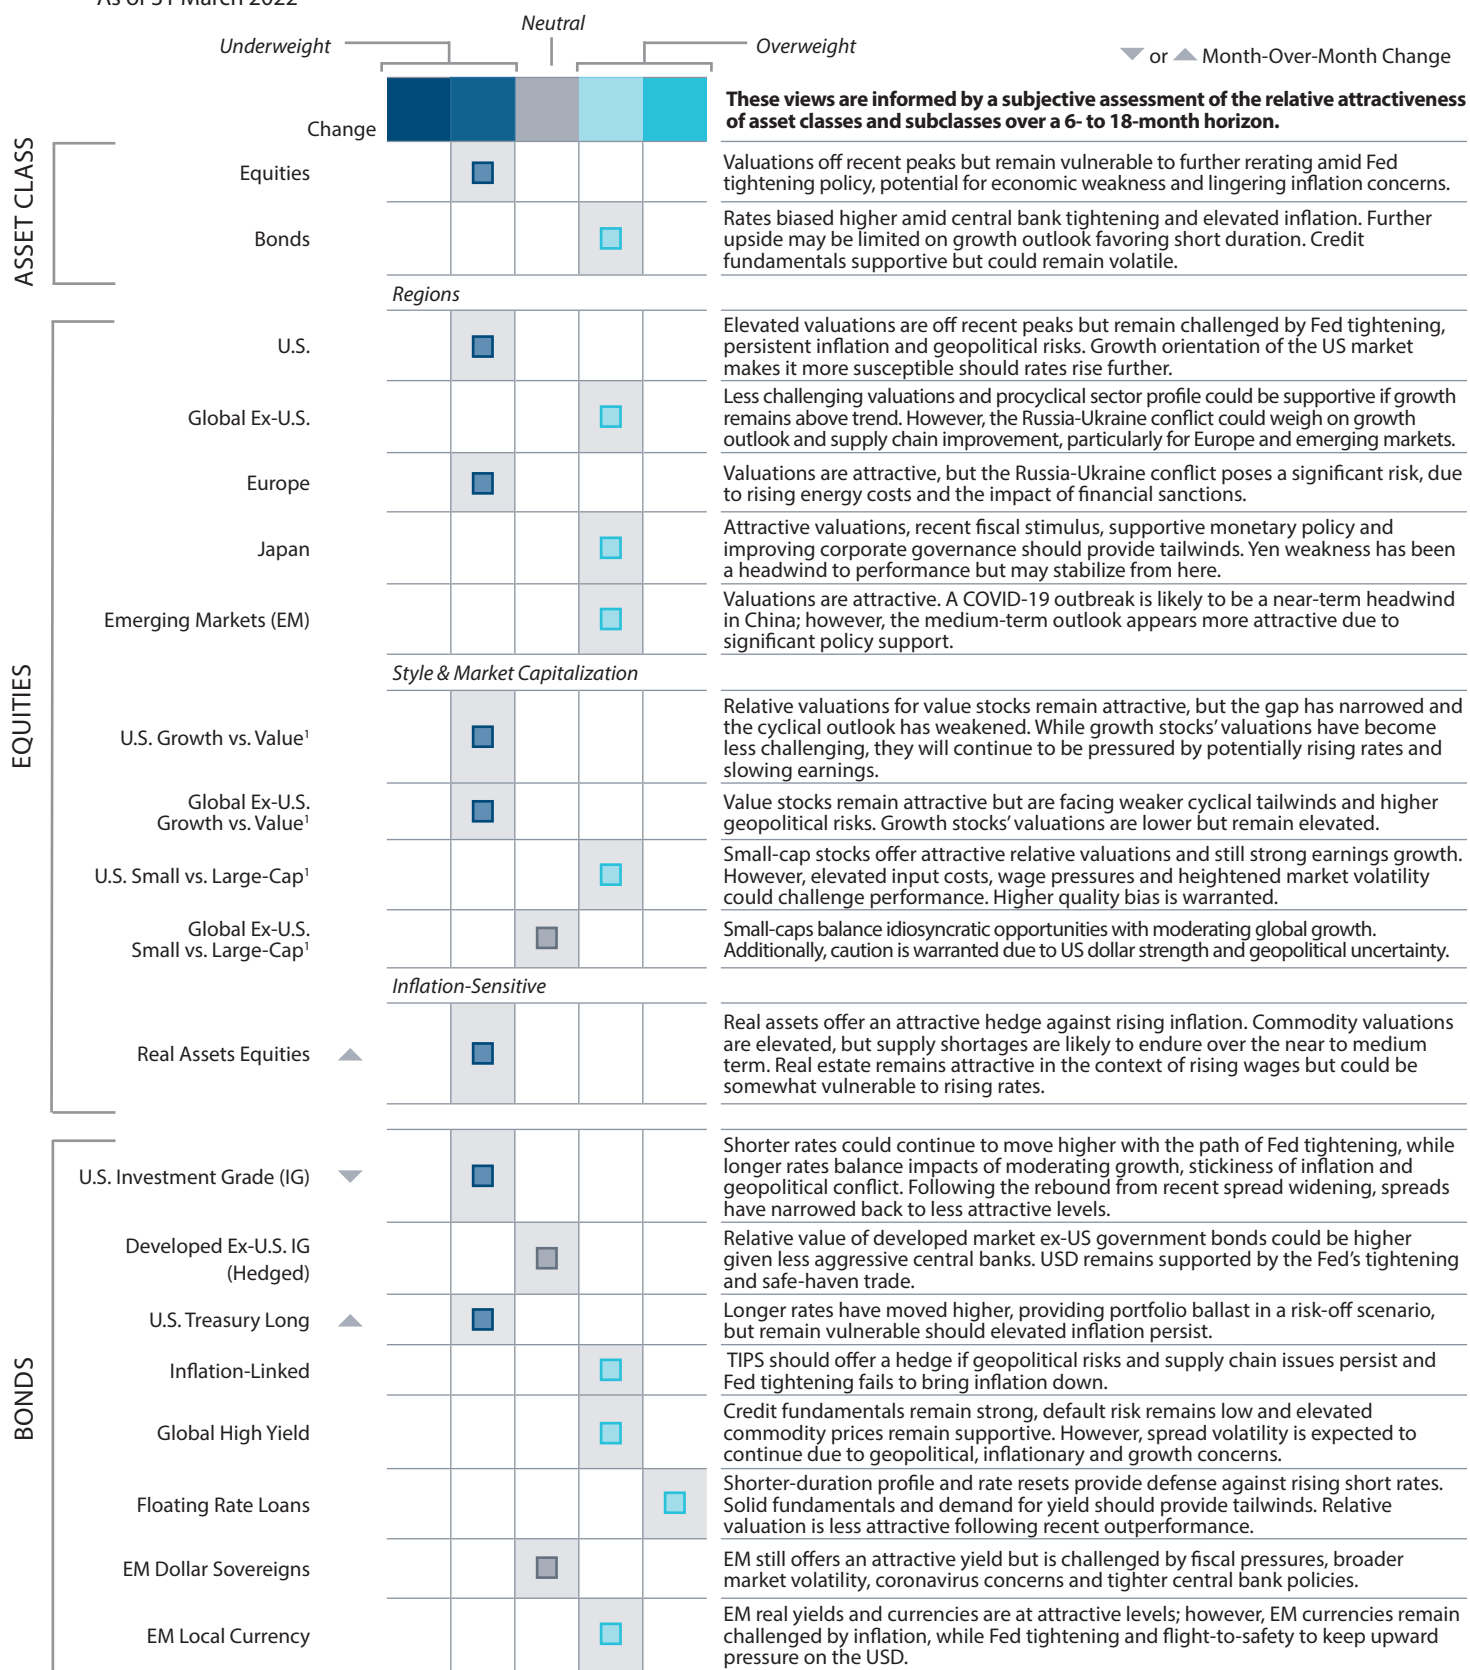 As of 31 March 2022
Neutral
Underweight
Overweight
or Month-Over-Month Change
Change
These views are informed by a subjective assessment of the relative attractiveness
of asset classes and subclasses over a 6- to 18-month horizon.
ASSET CLASS
Equities
Valuations off recent peaks but remain vulnerable to further rerating amid Fed
tightening policy, potential for economic weakness and lingering inflation concerns.
Bonds
Rates biased higher amid central bank tightening and elevated inflation. Further
upside may be limited on growth outlook favoring short duration. Credit
fundamentals supportive but could remain volatile.
EQUITIES
Regions
U.S.
Elevated valuations are off recent peaks but remain challenged by Fed tightening,
persistent inflation and geopolitical risks. Growth orientation of the US market
makes it more susceptible should rates rise further.
Global Ex-U.S.
Less challenging valuations and procyclical sector profile could be supportive if growth
remains above trend. However, the Russia-Ukraine conflict could weigh on growth
outlook and supply chain improvement, particularly for Europe and emerging markets.
Europe
Valuations are attractive, but the Russia-Ukraine conflict poses a significant risk, due
to rising energy costs and the impact of financial sanctions.
Japan
Attractive valuations, recent fiscal stimulus, supportive monetary policy and
improving corporate governance should provide tailwinds. Yen weakness has been
a headwind to performance but may stabilize from here.
Emerging Markets (EM)
Valuations are attractive. A COVID-19 outbreak is likely to be a near-term headwind
in China; however, the medium-term outlook appears more attractive due to
significant policy support.
Style & Market Capitalization
U.S. Growth vs. Value¹
Relative valuations for value stocks remain attractive, but the gap has narrowed and
the cyclical outlook has weakened. While growth stocks' valuations have become
less challenging, they will continue to be pressured by potentially rising rates and
slowing earnings.
Global Ex-U.S.
Growth vs. Value¹
Value stocks remain attractive but are facing weaker cyclical tailwinds and higher
geopolitical risks. Growth stocks' valuations are lower but remain elevated.
U.S. Small vs. Large-Cap¹
Small-cap stocks offer attractive relative valuations and still strong earnings growth.
However, elevated input costs, wage pressures and heightened market volatility
could challenge performance. Higher quality bias is warranted.
Global Ex-U.S.
Small vs. Large-Cap¹
Small-caps balance idiosyncratic opportunities with moderating global growth.
Additionally, caution is warranted due to US dollar strength and geopolitical uncertainty.
Inflation-Sensitive
Real Assets Equities
Real assets offer an attractive hedge against rising inflation. Commodity valuations
are elevated, but supply shortages are likely to endure over the near to medium
term. Real estate remains attractive in the context of rising wages but could be
somewhat vulnerable to rising rates.
BONDS
U.S. Investment Grade (IG)
Shorter rates could continue to move higher with the path of Fed tightening, while
longer rates balance impacts of moderating growth, stickiness of inflation and
geopolitical conflict. Following the rebound from recent spread widening, spreads
have narrowed back to less attractive levels.
Developed Ex-U.S. IG
(Hedged)
Relative value of developed market ex-US government bonds could be higher
given less aggressive central banks. USD remains supported by the Fed's tightening
and safe-haven trade.
U.S. Treasury Long
Longer rates have moved higher, providing portfolio ballast in a risk-off scenario,
but remain vulnerable should elevated inflation persist.
Inflation-Linked
TIPS should offer a hedge if geopolitical risks and supply chain issues persist and
Fed tightening fails to bring inflation down.
Global High Yield
Credit fundamentals remain strong, default risk remains low and elevated
commodity prices remain supportive. However, spread volatility is expected to
continue due to geopolitical, inflationary and growth concerns.
Floating Rate Loans
Shorter-duration profile and rate resets provide defense against rising short rates.
Solid fundamentals and demand for yield should provide tailwinds. Relative
valuation is less attractive following recent outperformance.
EM Dollar Sovereigns
EM still offers an attractive yield but is challenged by fiscal pressures, broader
market volatility, coronavirus concerns and tighter central bank policies.
EM Local Currency
EM real yields and currencies are at attractive levels; however, EM currencies remain
challenged by inflation, while Fed tightening and flight-to-safety to keep upward
pressure on the USD.